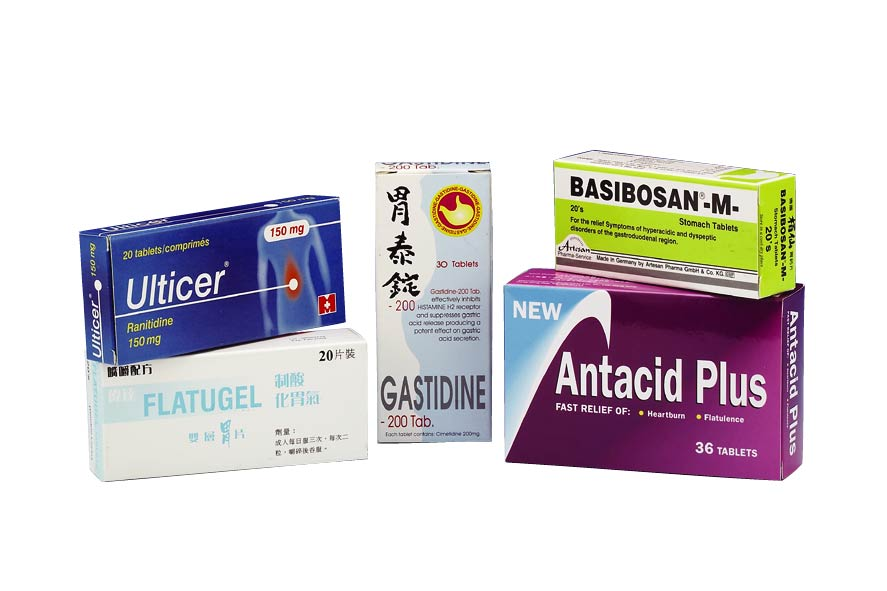 20 tablets/comprimés
150 mg
Ulticer®
Ranitidine
150 mg
Ulticer®
150 mg
嚼配方
20片裝
FLATUGEL
制酸
化胃氣
雙層胃片
劑量：
成人每日服三次，每次二
粒，嚼碎後吞服。
GASTIDINE
- 200 Tab.
胃泰錠
- 200
GASTIDINE-GASTIDINE-GASTIDINE
30 Tablets
Gastidine-200 Tab.
effectively inhibits
HISTAMINE H2 receptor
and suppresses gastric
acid release producing a
potent effect on gastric
acid secretion.
GASTIDINE
- 200 Tab.
Each tablet contains: Cimetidine 200mg.
BASIBOSAN®-M-
20's
Stomach Tablets
For the relief Symptoms of hyperacidic and dyspeptic
disorders of the gastroduodenal region.
Artesan
Pharma-Service
Made in Germany by Artesan Pharma GmbH & Co. KG.
BASIBOSAN®-M-
Stomach Tablets
20's
NEW
Antacid Plus
FAST RELIEF OF: • Heartburn • Flatulence
36 TABLETS
Antacid Plus